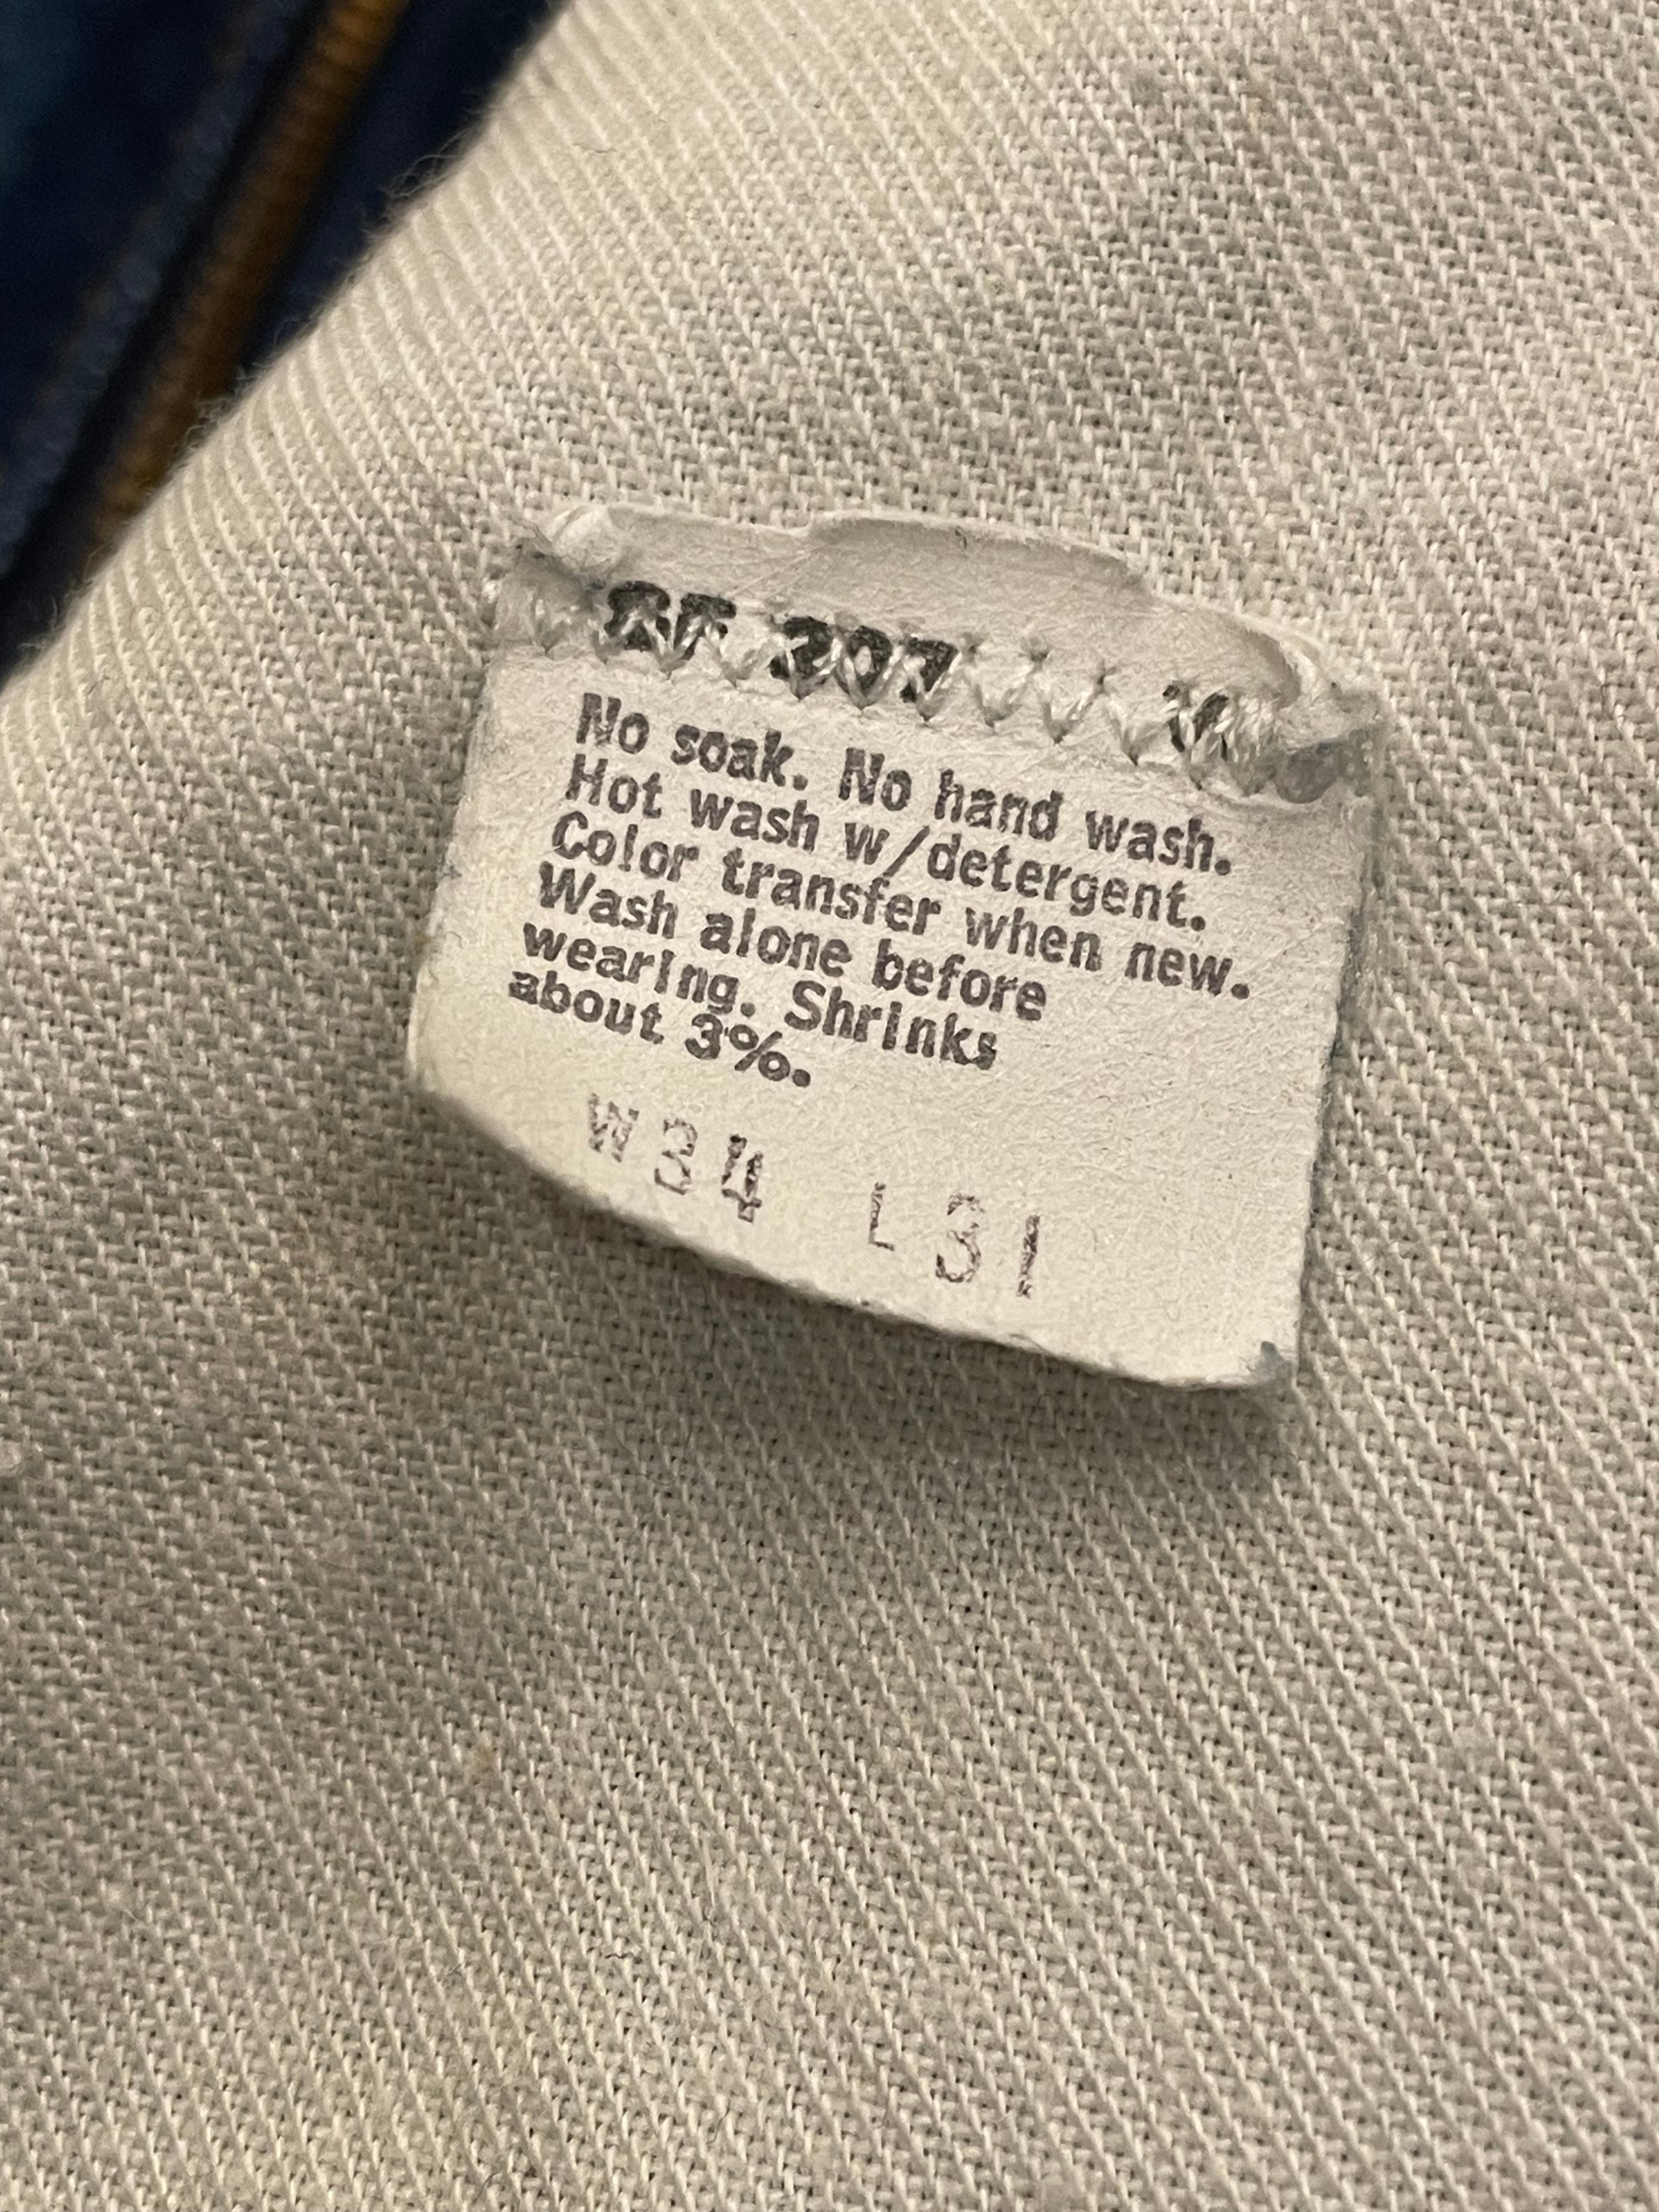 207
No soak. No hand wash.
Hot wash w/detergent.
Color transfer when new.
Wash alone before
wearing. Shrinks
about 3%.
W34 L31